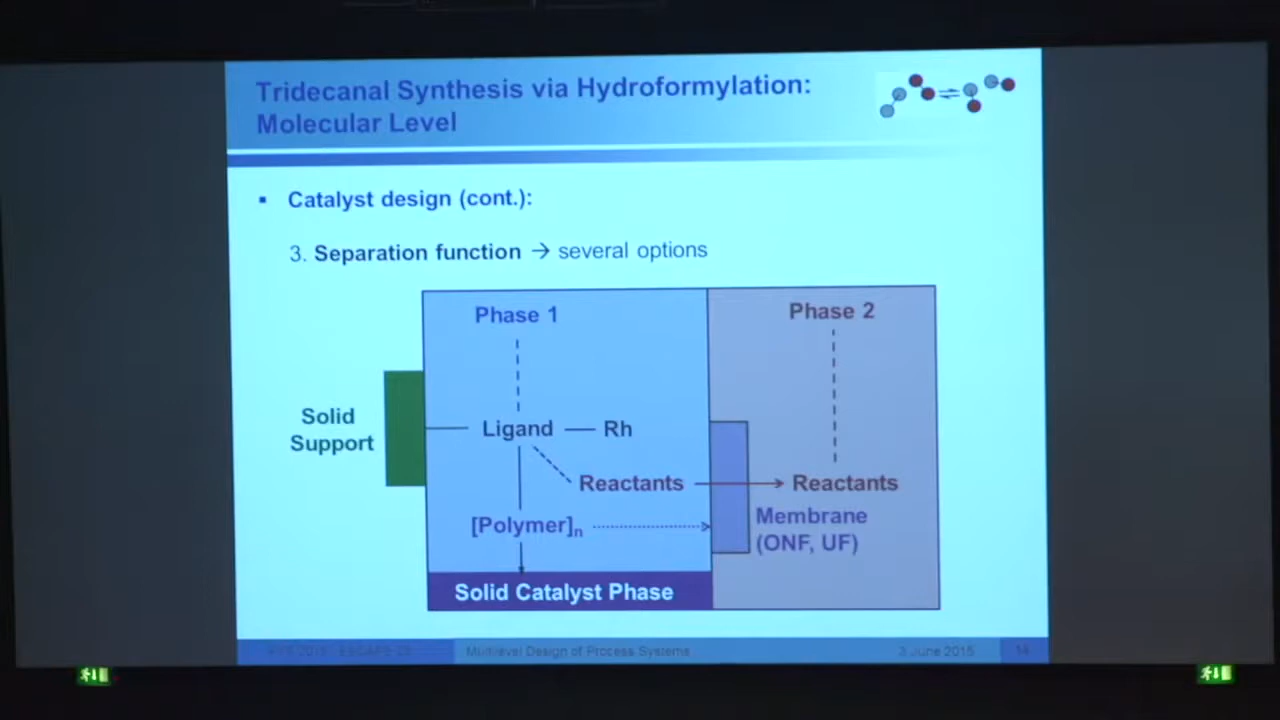 Tridecanal Synthesis via Hydroformylation:
Molecular Level
▪ Catalyst design (cont.):
3. Separation function → several options
Phase 1
Phase 2
Solid
Support
Ligand — Rh
Reactants
Reactants
[Polymer]n
Membrane
(ONF, UF)
Solid Catalyst Phase
Multilevel Design of Process Systems
3 June 2015
14